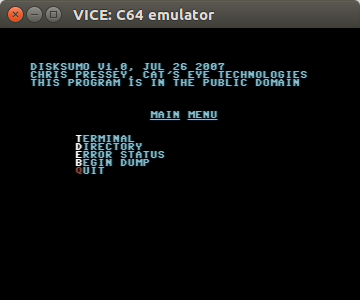 VICE: C64 emulator
DISKSUMO V1.0, JUL 26 2007
CHRIS PRESSEY, CAT'S EYE TECHNOLOGIES
THIS PROGRAM IS IN THE PUBLIC DOMAIN
MAIN MENU
TERMINAL
DIRECTORY
ERROR STATUS
BEGIN DUMP
QUIT